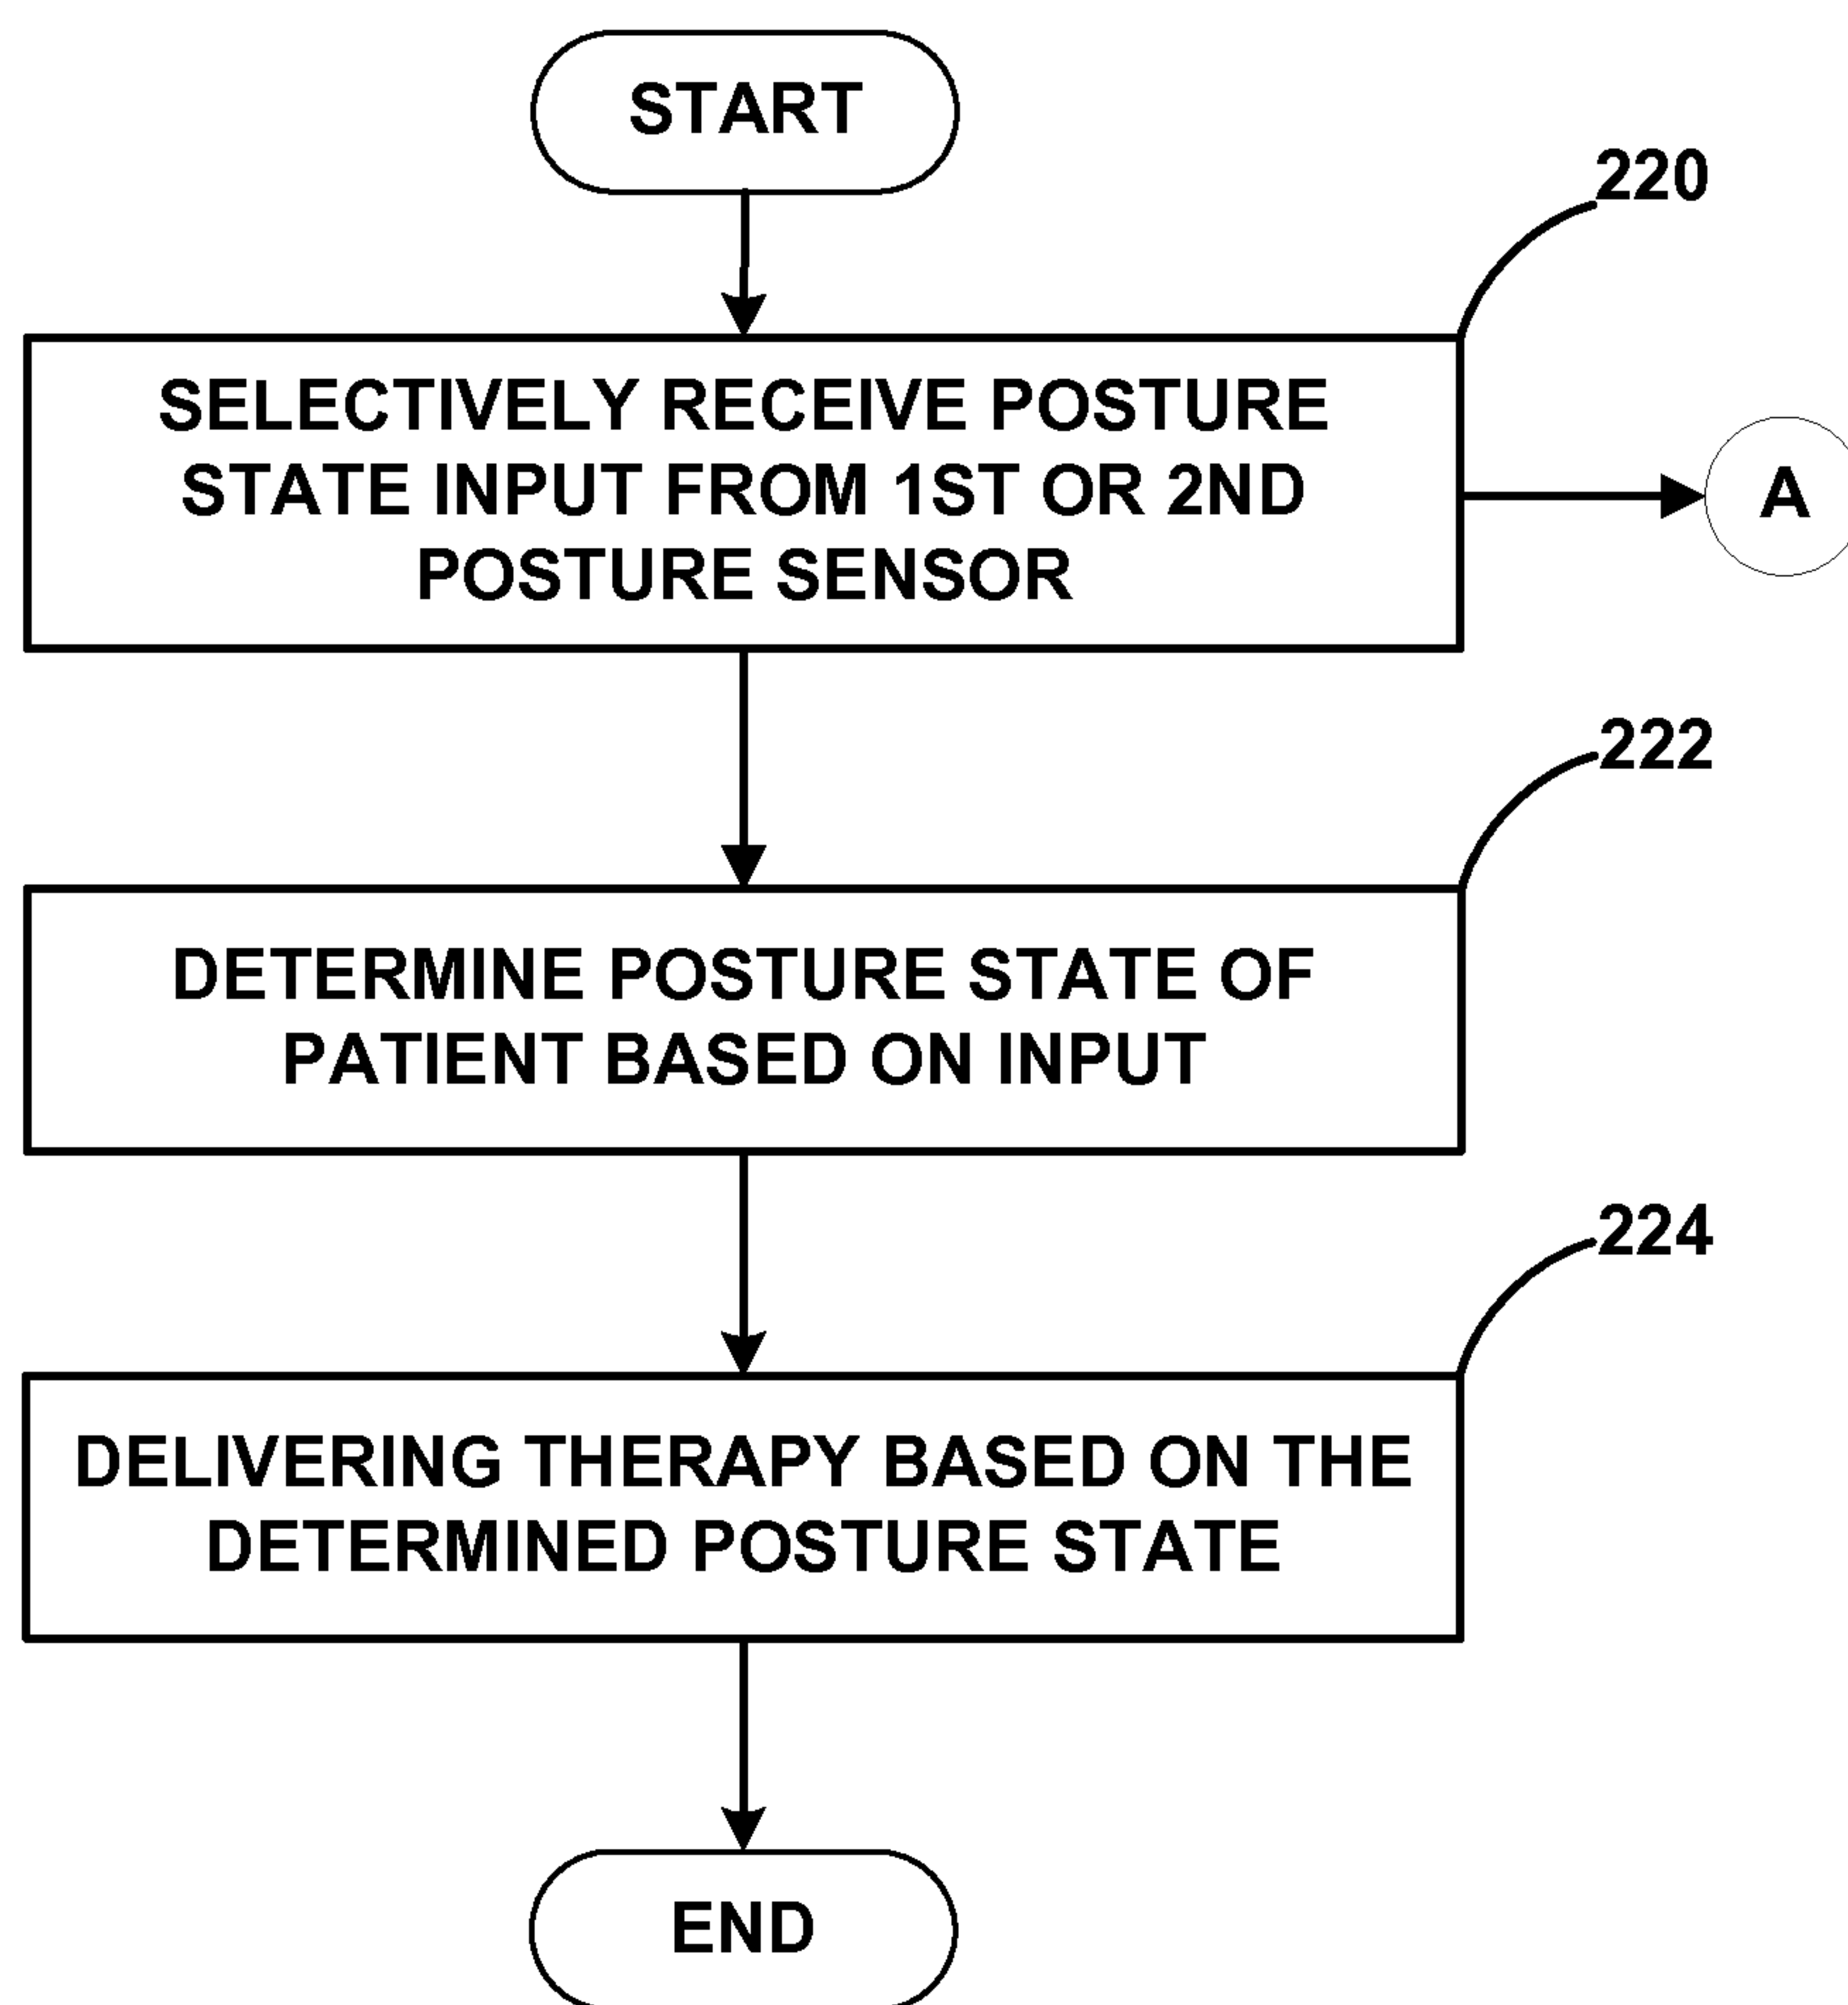 START
220
SELECTIVELY RECEIVE POSTURE
STATE INPUT FROM 1ST OR 2ND
POSTURE SENSOR
A
222
DETERMINE POSTURE STATE OF
PATIENT BASED ON INPUT
224
DELIVERING THERAPY BASED ON THE
DETERMINED POSTURE STATE
END